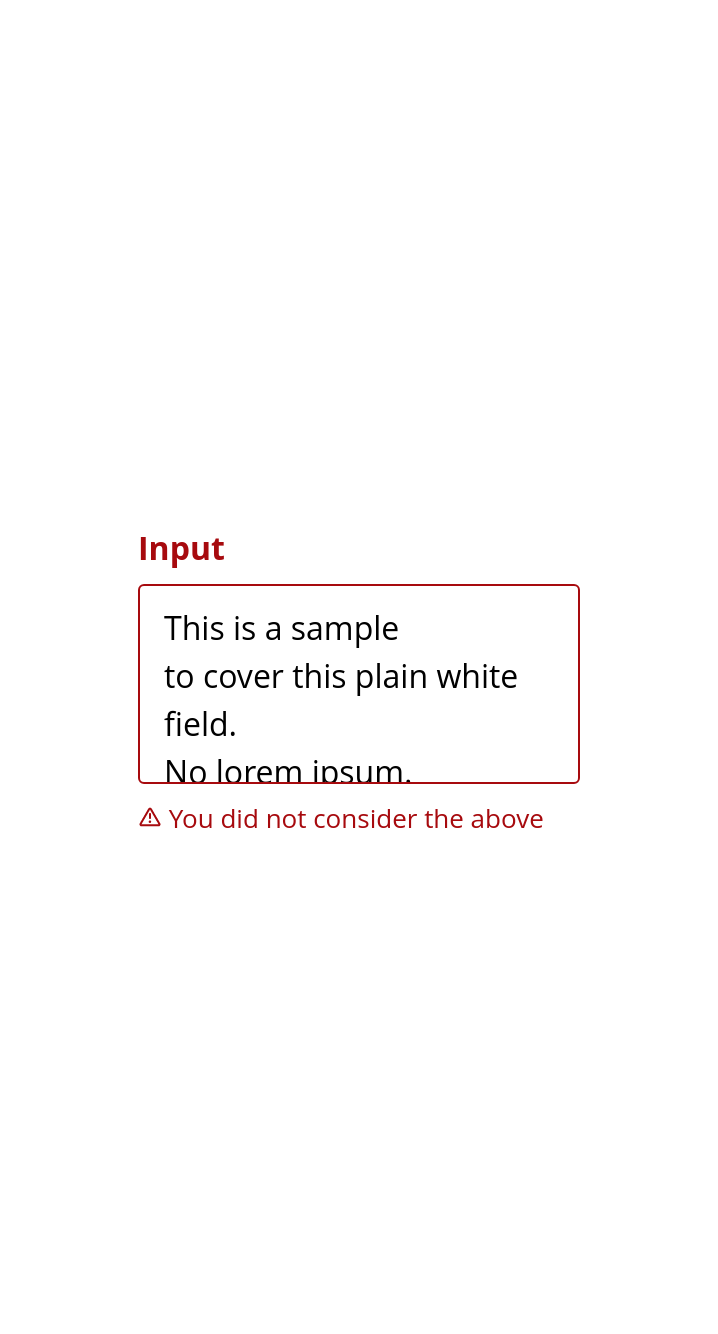 Input
This is a sample
to cover this plain white
field.
No lorem ipsum.
You did not consider the above